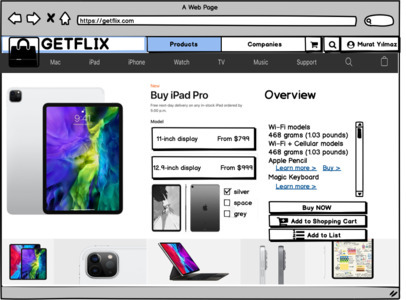 A Web Page
https://getflix.com
GETFLIX
Products
Companies
Murat Yılmaz
Mac
iPad
iPhone
Watch
TV
Music
Support
New
Buy iPad Pro
Free next-day delivery on any in-stock iPad ordered by
5:00 p.m.
Model
11-inch display From $799
12.9-inch display From $999
silver
space
grey
Overview
Wi-Fi models
468 grams (1.03 pounds)
Wi-Fi + Cellular models
468 grams (1.03 pounds)
Apple Pencil
Learn more > Buy >
Magic Keyboard
Learn more >
Buy NOW
Add to Shopping Cart
Add to List